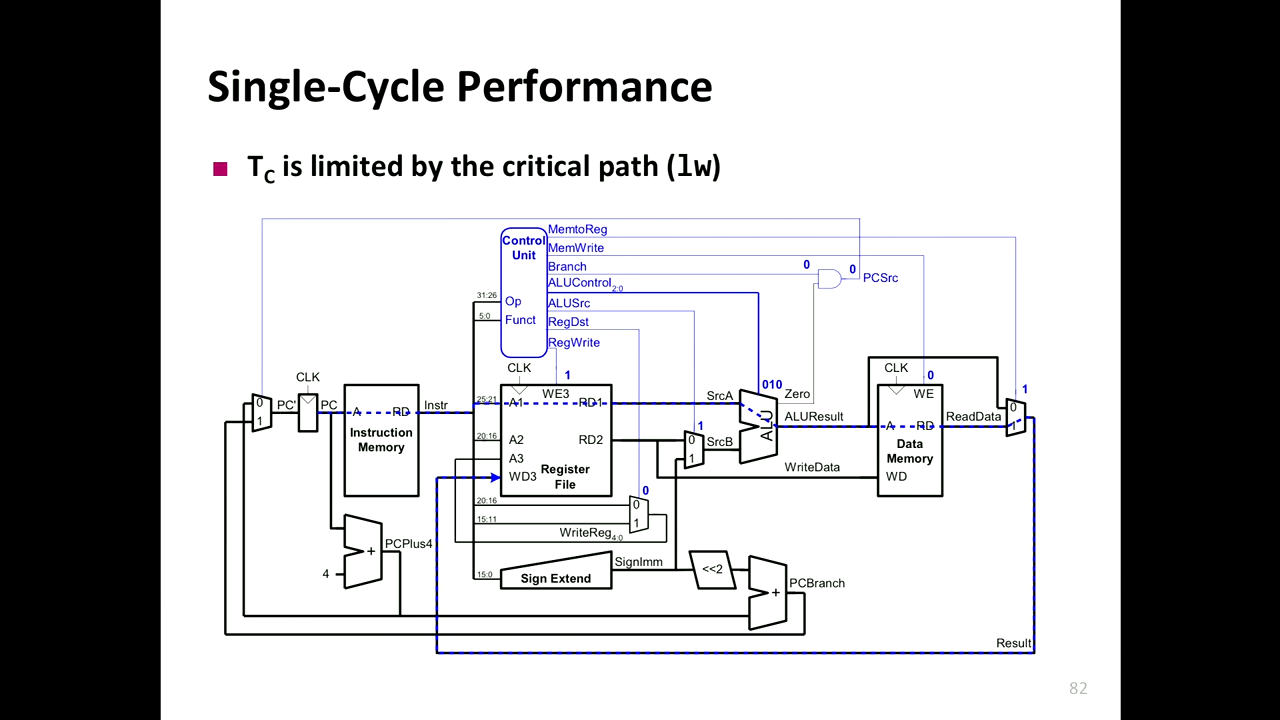 Single-Cycle Performance
■ TC is limited by the critical path (lw)
MemtoReg
Control Unit
MemWrite
Branch
0
0
PCSrc
ALUControl2:0
31:26
Op
ALUSrc
5:0
Funct
RegDst
RegWrite
CLK
CLK
1
CLK
0
1
010
Zero
WE3
WE
0
1
PC'
PC
A
RD
Instr
25:21
A1
RD1
SrcA
ALU
ALUResult
A
RD
ReadData
0
1
Instruction
Memory
20:16
A2
RD2
1
0
1
SrcB
Data
Memory
A3
Register
File
WD3
WriteData
WD
20:16
0
0
15:11
1
WriteReg4:0
PCPlus4
+
4
SignImm
15:0
Sign Extend
<<2
+
PCBranch
Result
82